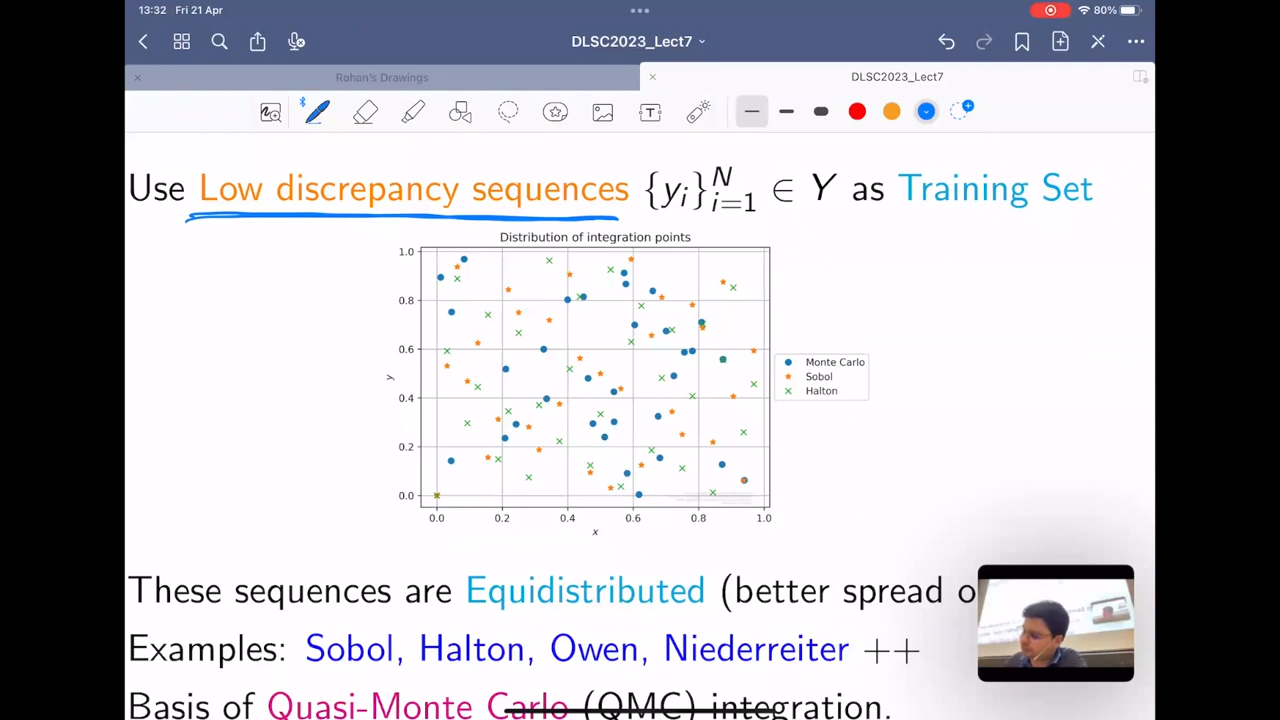 13:32 Fri 21 Apr
80%
DLSC2023_Lect7
Rohan's Drawings
DLSC2023_Lect7
Use Low discrepancy sequences {y_i}_{i=1}^N ∈ Y as Training Set
Distribution of integration points
1.0
0.8
0.6
0.4
0.2
0.0
y
0.0 0.2 0.4 0.6 0.8 1.0
x
Monte Carlo
Sobol
Halton
These sequences are Equidistributed (better spread o
Examples: Sobol, Halton, Owen, Niederreiter ++
Basis of Quasi-Monte Carlo (QMC) integration.